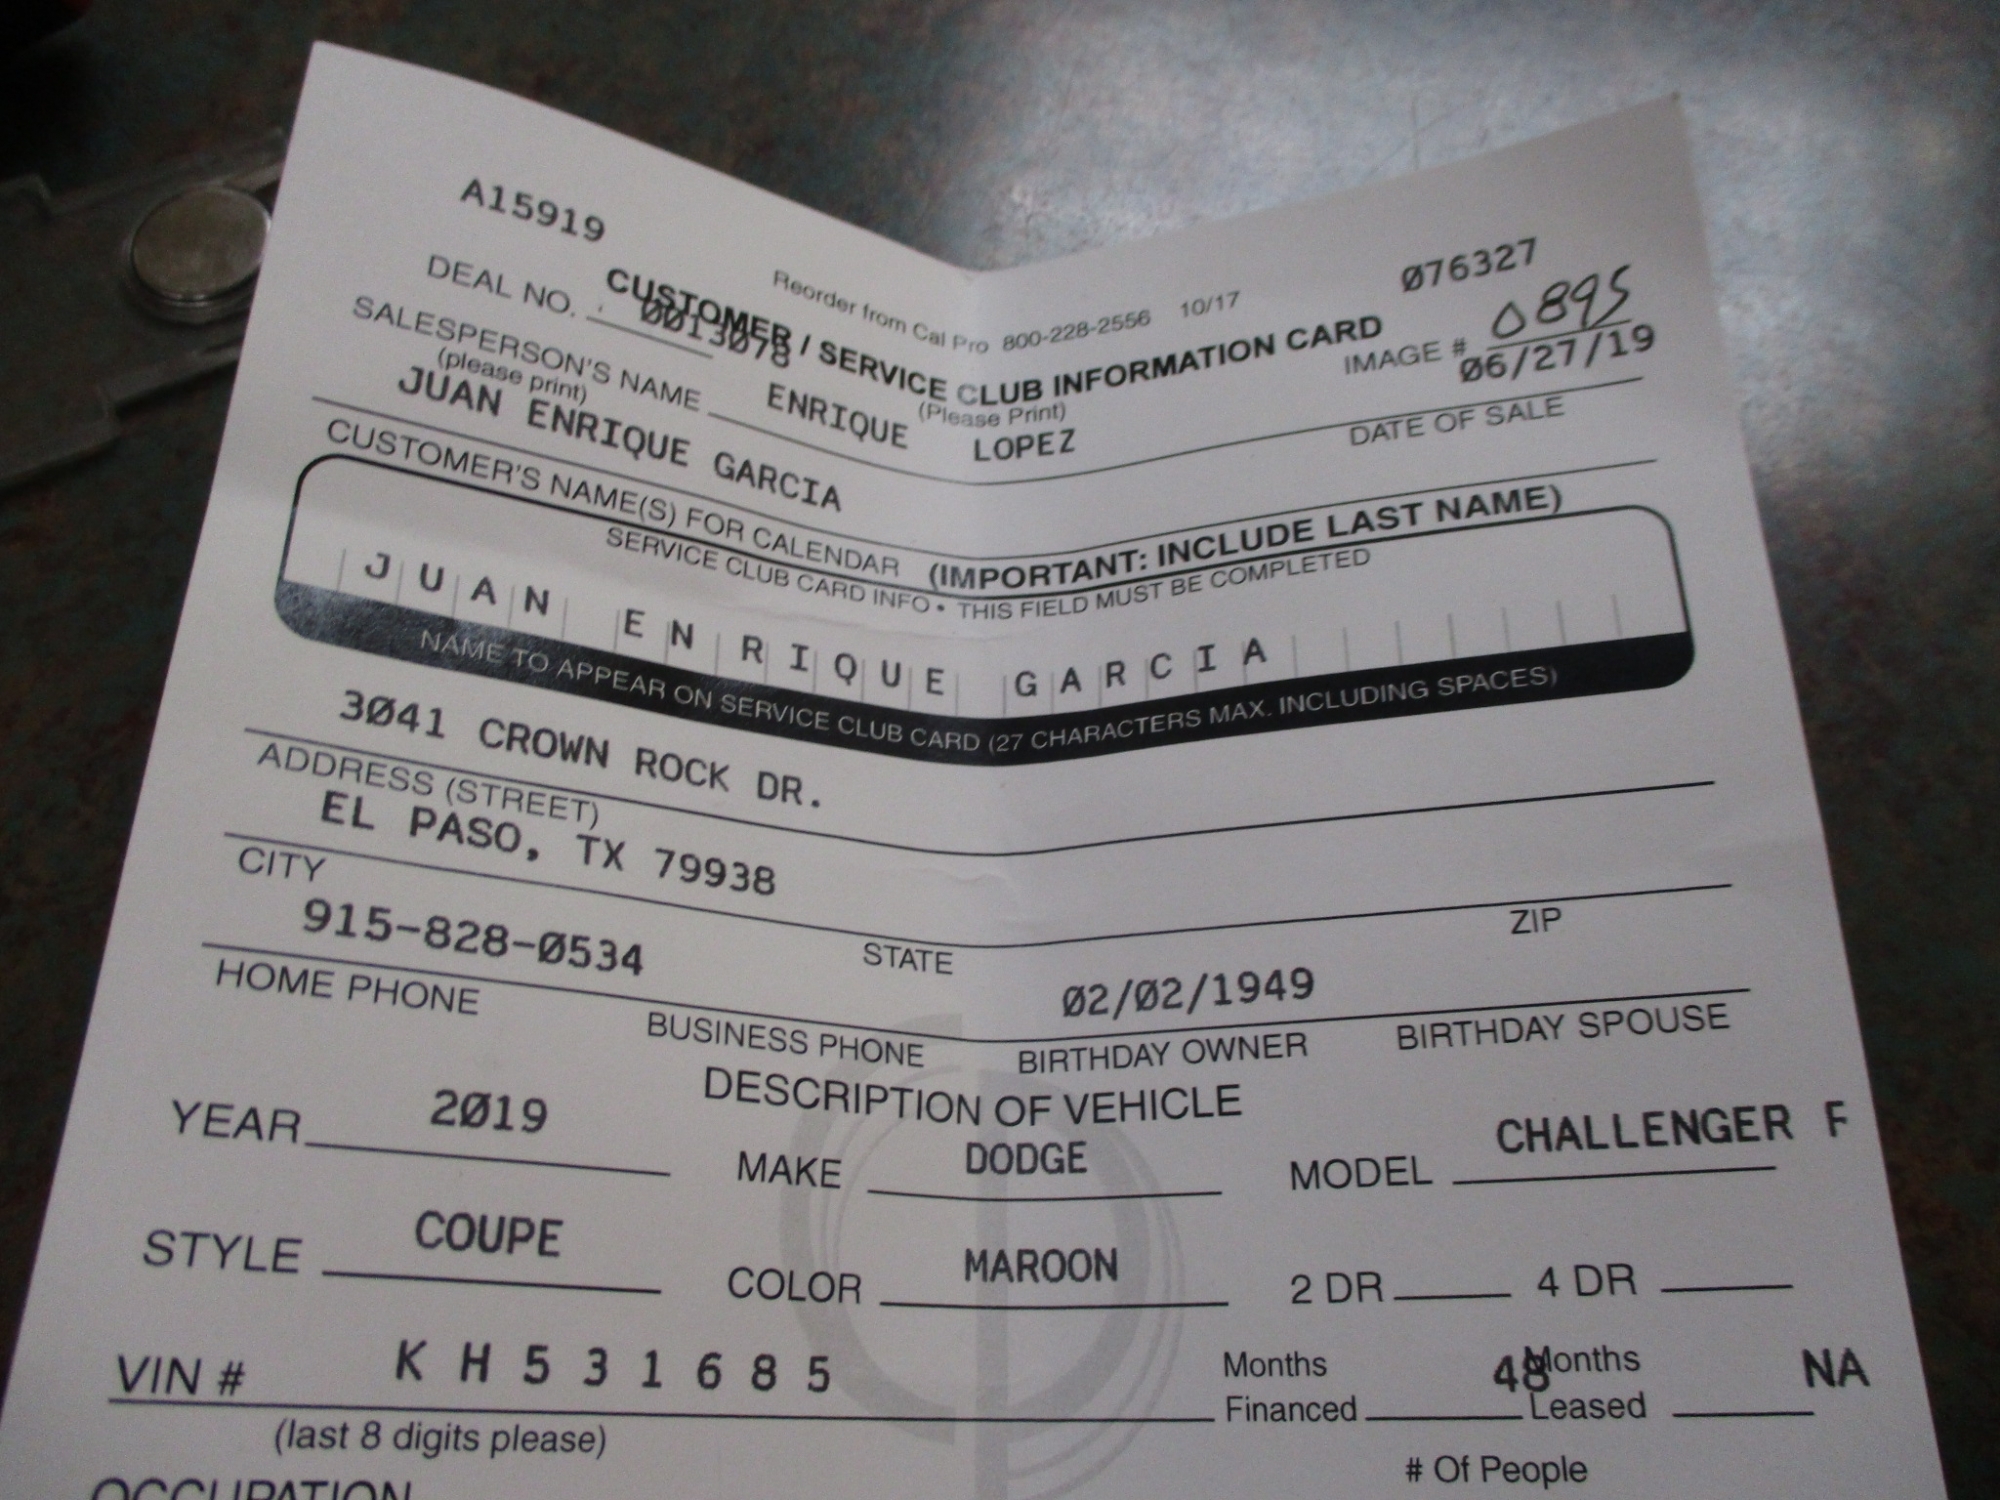 A15919
Reorder from Cal Pro 800-228-2556 10/17
Ø76327
CUSTOMER / SERVICE CLUB INFORMATION CARD
(Please Print)
DEAL NO. ØØ13Ø78
IMAGE # 0895
SALESPERSON'S NAME ENRIQUE LOPEZ
(please print)
Ø6/27/19
DATE OF SALE
JUAN ENRIQUE GARCIA
CUSTOMER'S NAME(S) FOR CALENDAR (IMPORTANT: INCLUDE LAST NAME)
SERVICE CLUB CARD INFO • THIS FIELD MUST BE COMPLETED
JUAN ENRIQUE GARCIA
NAME TO APPEAR ON SERVICE CLUB CARD (27 CHARACTERS MAX. INCLUDING SPACES)
3Ø41 CROWN ROCK DR.
ADDRESS (STREET)
EL PASO, TX 79938
CITY STATE ZIP
915-828-Ø534 Ø2/Ø2/1949
HOME PHONE BUSINESS PHONE BIRTHDAY OWNER BIRTHDAY SPOUSE
DESCRIPTION OF VEHICLE
YEAR 2Ø19 MAKE DODGE MODEL CHALLENGER F
STYLE COUPE COLOR MAROON 2 DR 4 DR
VIN # K H 5 3 1 6 8 5 Months Financed 48 Months Leased NA
(last 8 digits please)
# Of People
OCCUPATION